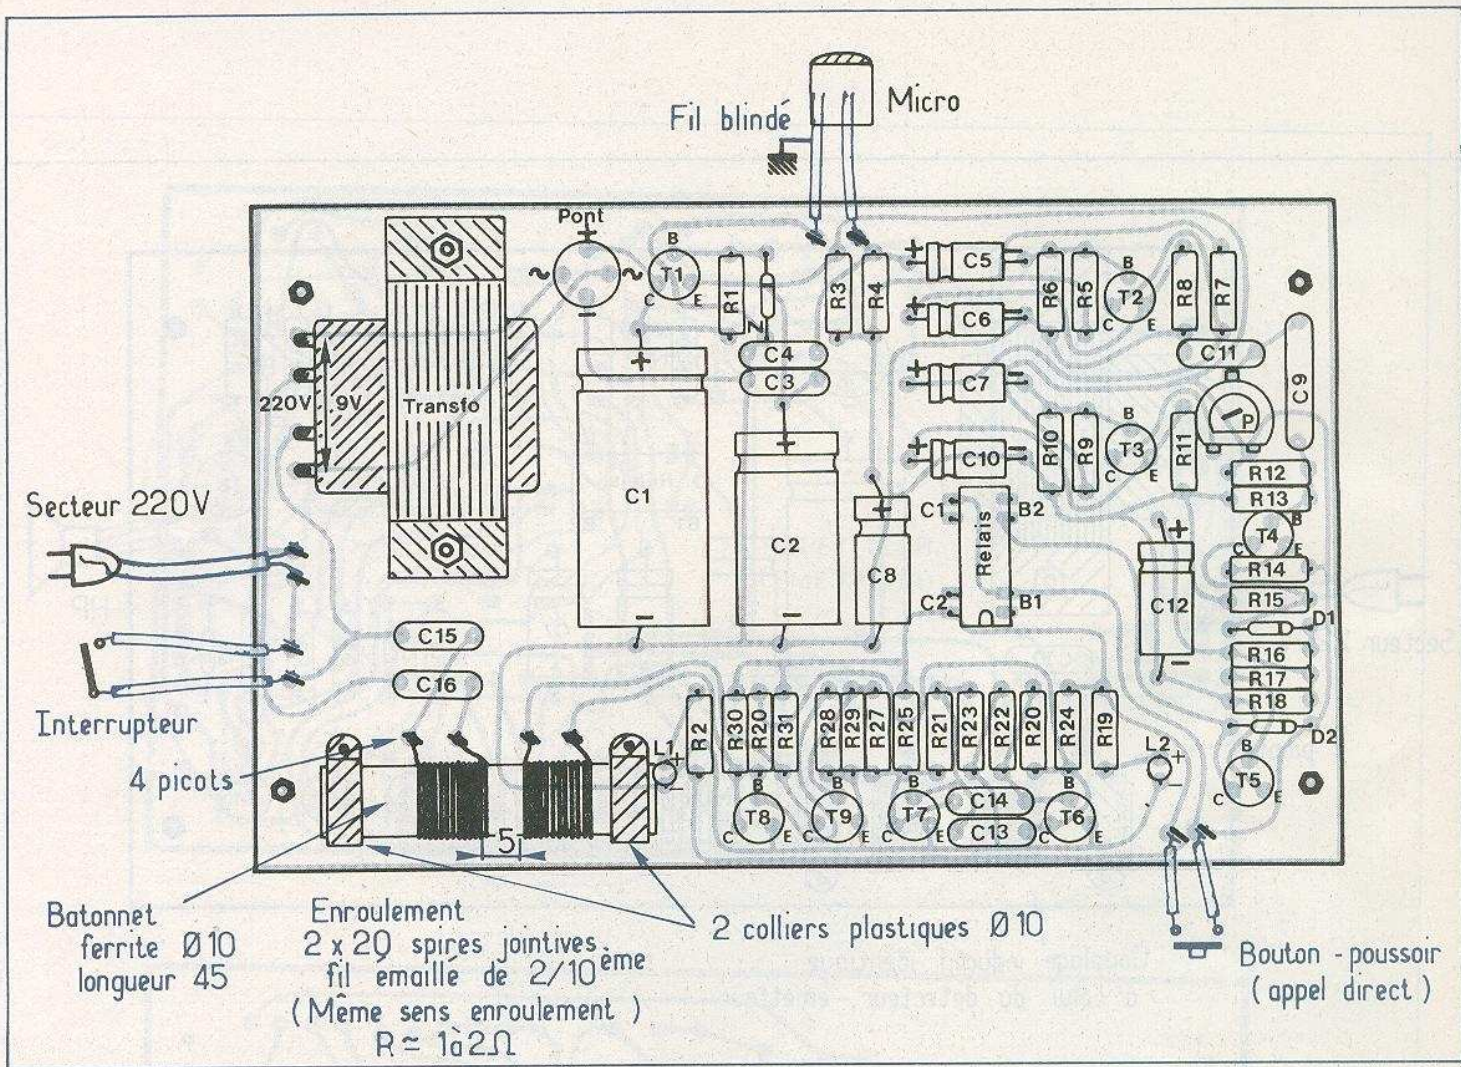 Micro
Fil blindé
Pont
+
~
~
−
B
T1
C
E
R1
Z
R3
R4
+
C5
−
+
C6
−
R6
R5
B
T2
C
E
R8
R7
C4
C3
C11
C9
P
+
C7
−
220V
9V
Transfo
+
C1
−
+
C2
−
+
C10
−
R10
R9
B
T3
C
E
R11
R12
R13
B
T4
C
E
R14
R15
D1
R16
R17
R18
D2
+
C8
−
C1
B2
Relais
C2
B1
+
C12
−
Secteur 220V
C15
C16
Interrupteur
4 picots
L1
+
−
R2
R30
R20
R31
R28
R29
R27
R25
R21
R23
R22
R20
R24
R19
L2
+
−
B
T5
C
E
B
T8
C
E
B
T9
C
E
B
T7
C
E
C14
C13
B
T6
C
E
5
Batonnet
ferrite Ø10
longueur 45
Enroulement
2 x 20 spires jointives.
fil émaillé de 2/10ème
(Même sens enroulement)
R ≃ 1à2Ω
2 colliers plastiques Ø10
Bouton - poussoir
(appel direct)